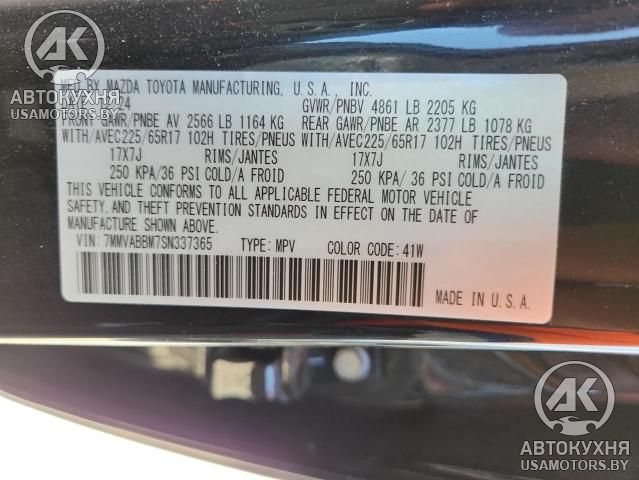 АК
АВТОКУХНЯ
USAMOTORS.BY
MFD BY MAZDA TOYOTA MANUFACTURING, U.S.A., INC.
GVWR/PNBV 4861 LB 2205 KG
FRONT GAWR/PNBE AV 2566 LB 1164 KG
WITH/AVEC225/65R17 102H TIRES/PNEUS
17X7J RIMS/JANTES
250 KPA/36 PSI COLD/A FROID
REAR GAWR/PNBE AR 2377 LB 1078 KG
WITH/AVEC225/65R17 102H TIRES/PNEUS
17X7J RIMS/JANTES
250 KPA/ 36 PSI COLD/A FROID
THIS VEHICLE CONFORMS TO ALL APPLICABLE FEDERAL MOTOR VEHICLE
SAFETY, AND THEFT PREVENTION STANDARDS IN EFFECT ON THE DATE OF
MANUFACTURE SHOWN ABOVE.
VIN: 7MMVABBM7SN337365 TYPE: MPV COLOR CODE: 41W
MADE IN U.S.A.
АК
АВТОКУХНЯ
USAMOTORS.BY